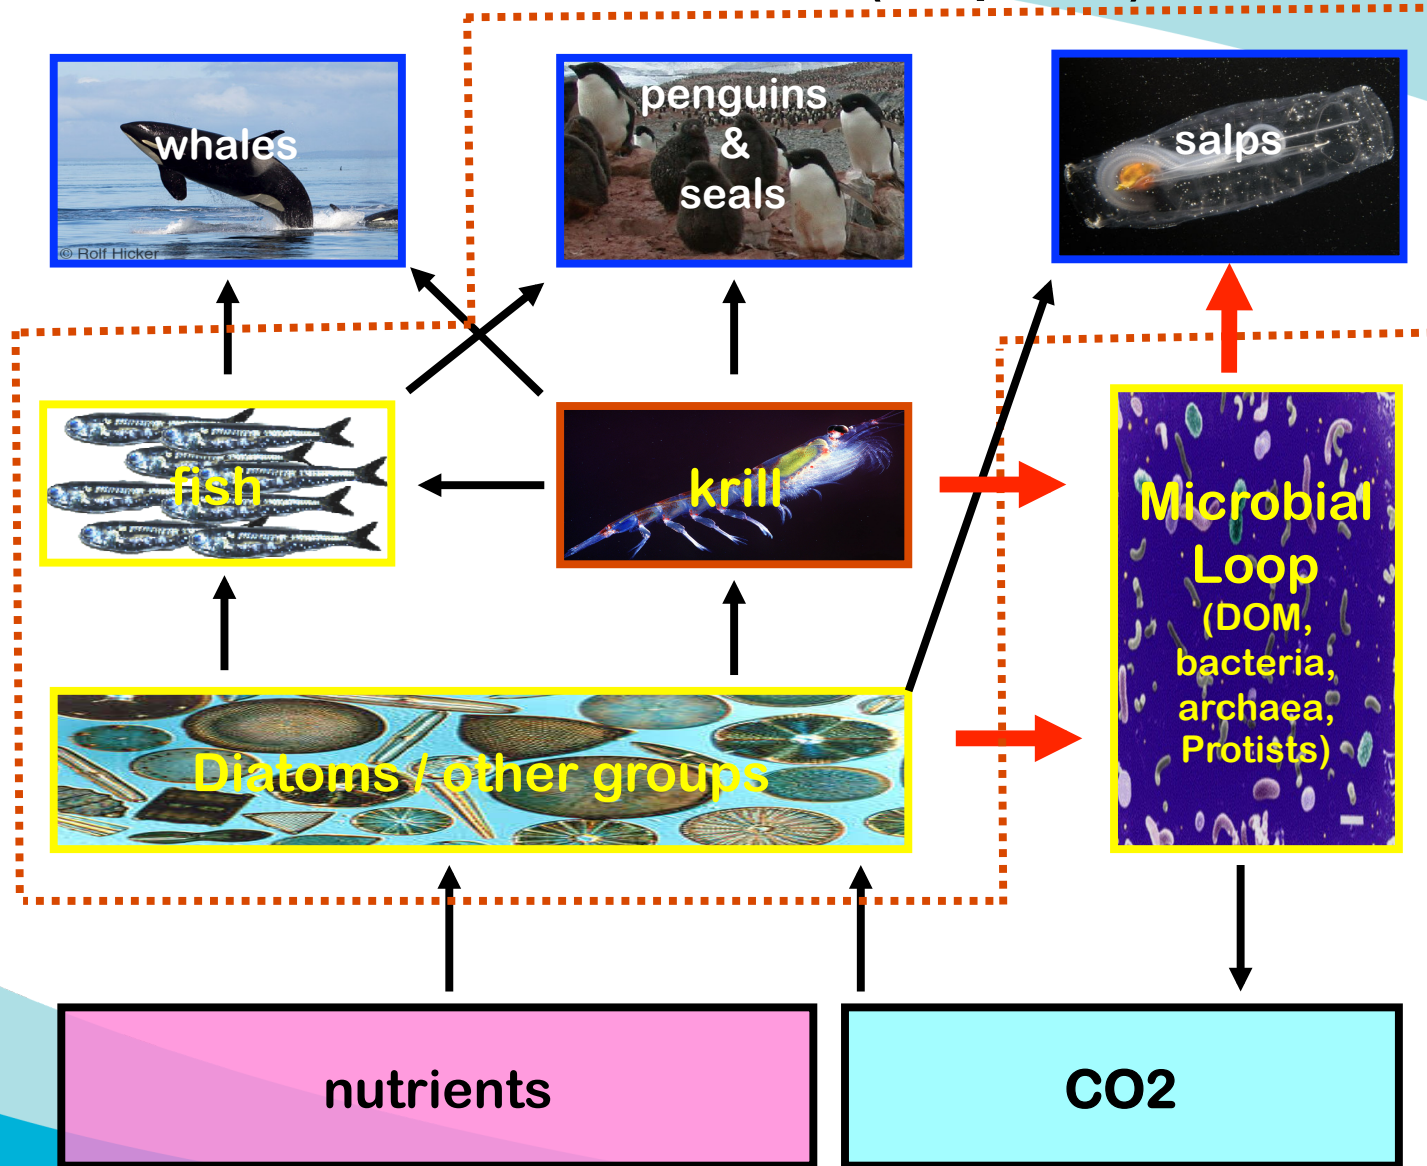 whales
© Rolf Hicker
penguins
&
seals
salps
fish
krill
Microbial
Loop
(DOM,
bacteria,
archaea,
Protists)
Diatoms / other groups
nutrients
CO2